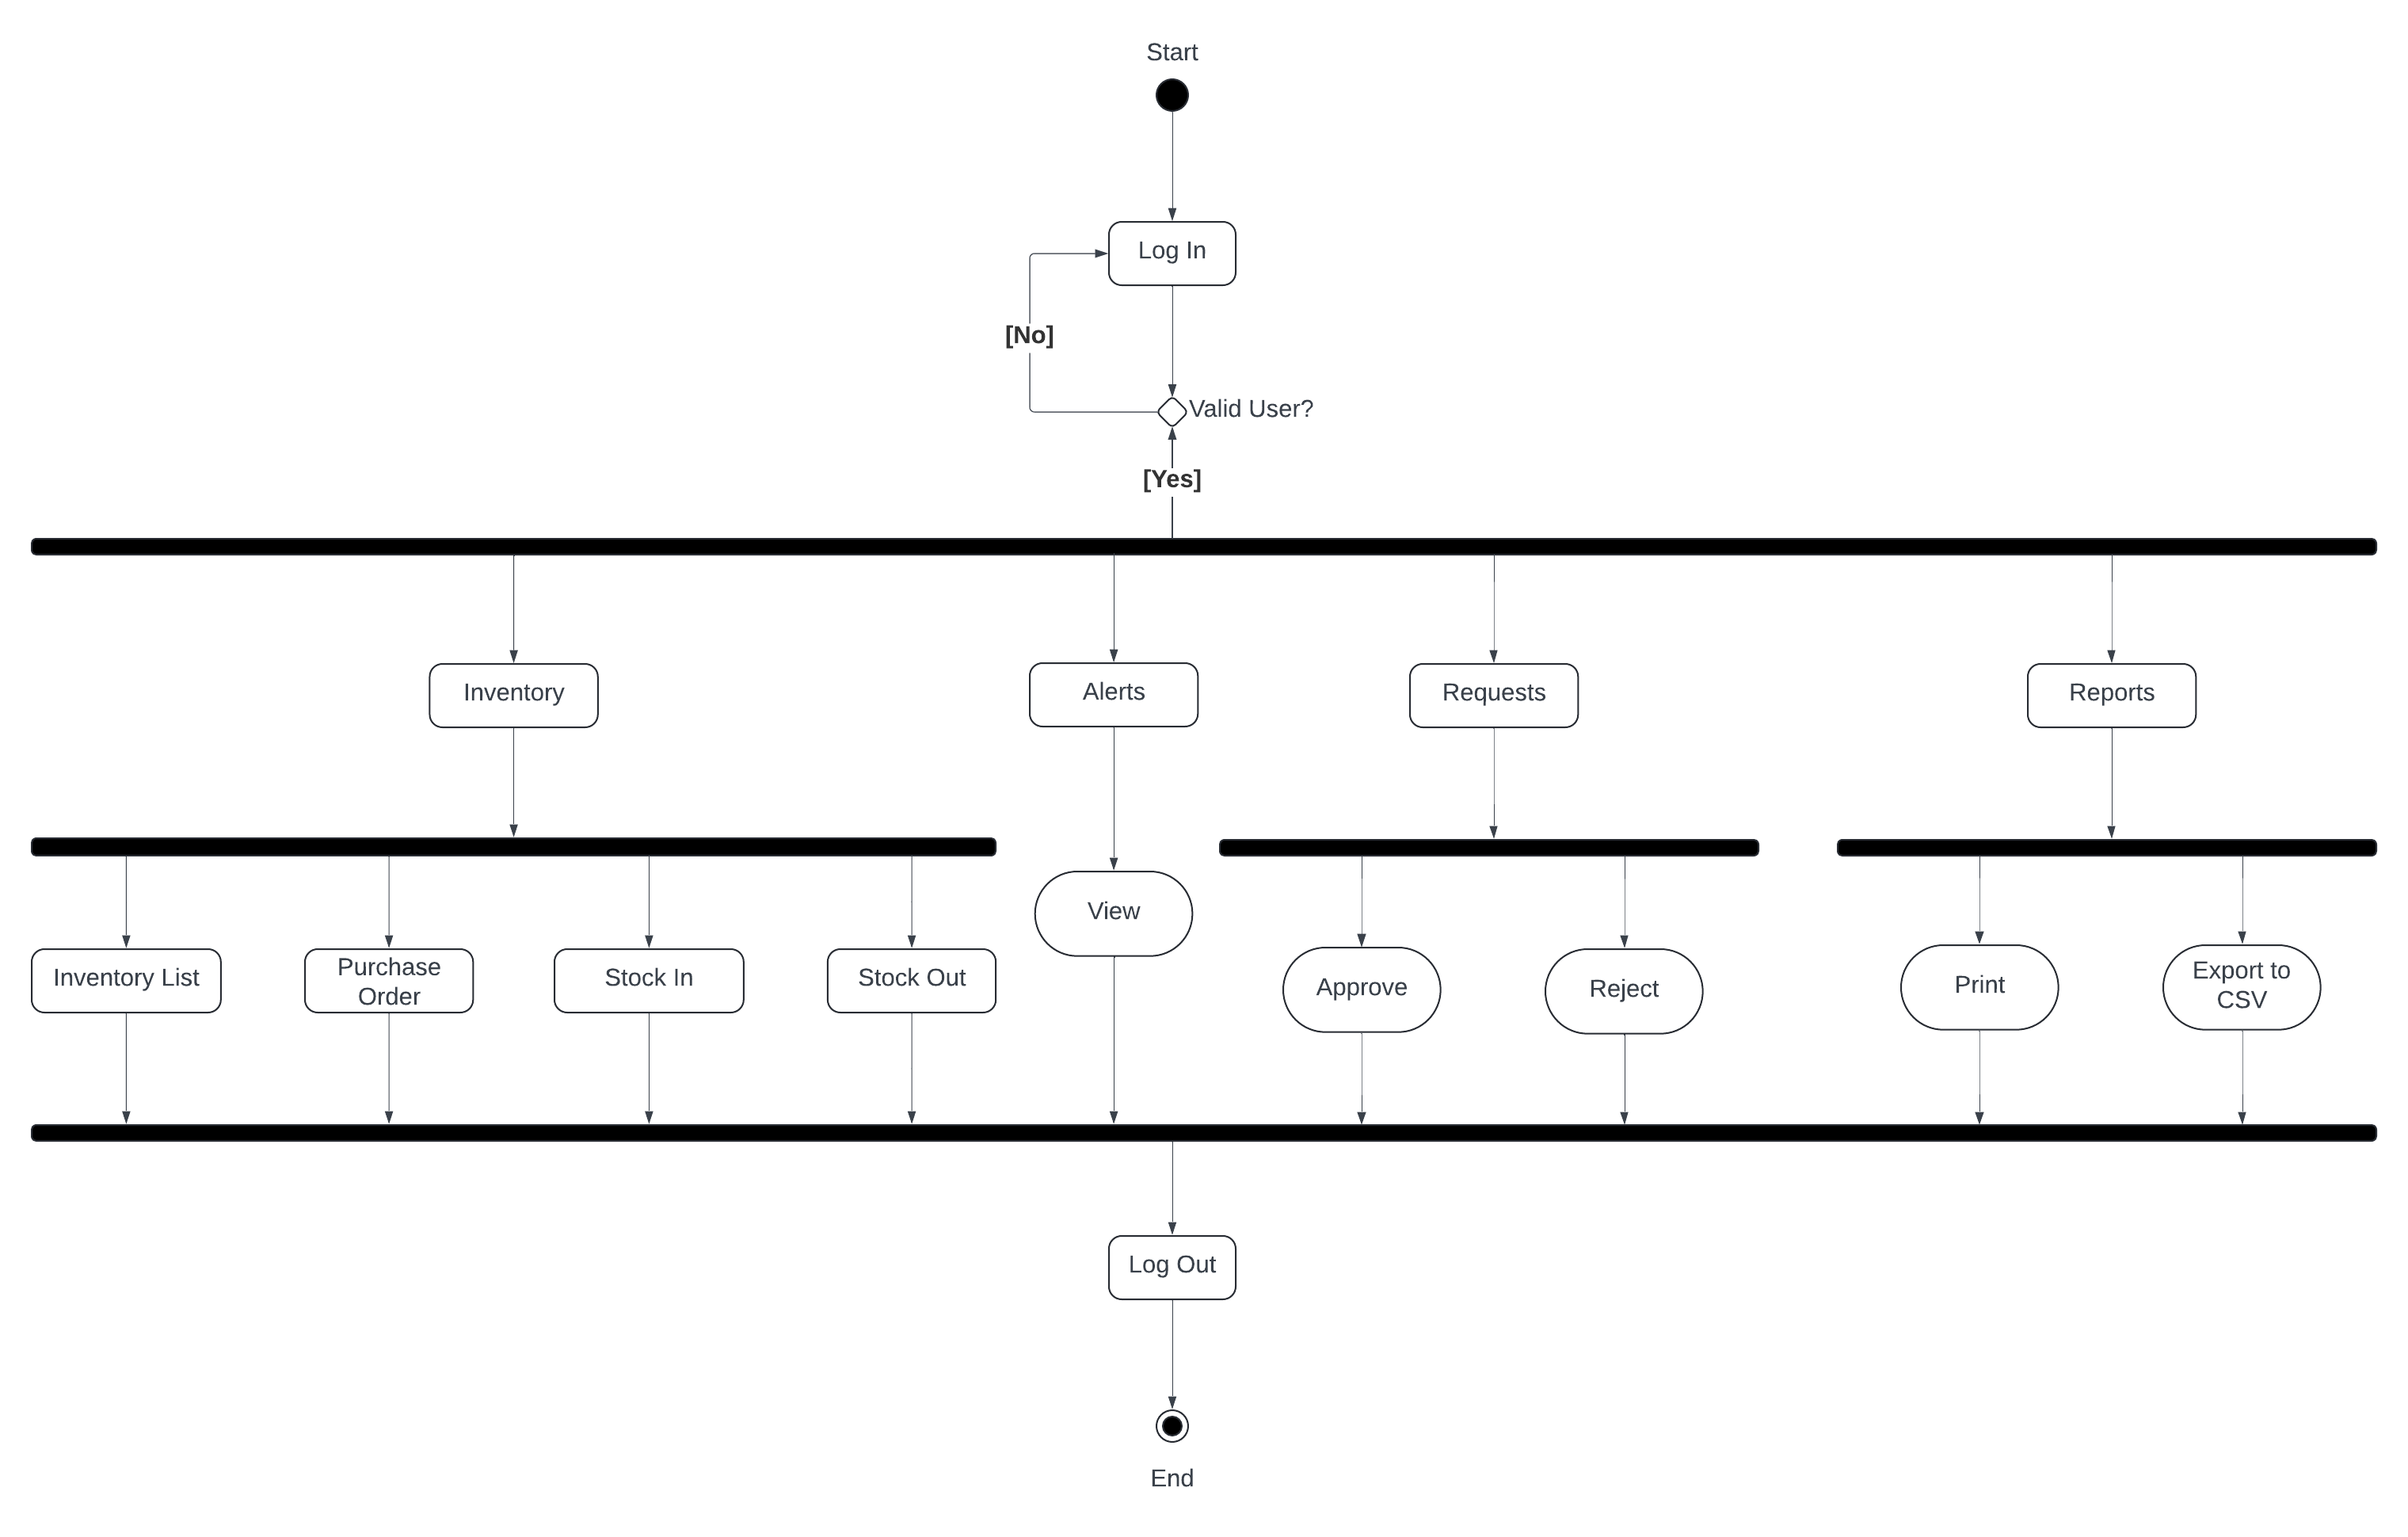 Start
Log In
[No]
Valid User?
[Yes]
Inventory
Alerts
Requests
Reports
View
Inventory List
Purchase
Order
Stock In
Stock Out
Approve
Reject
Print
Export to
CSV
Log Out
End